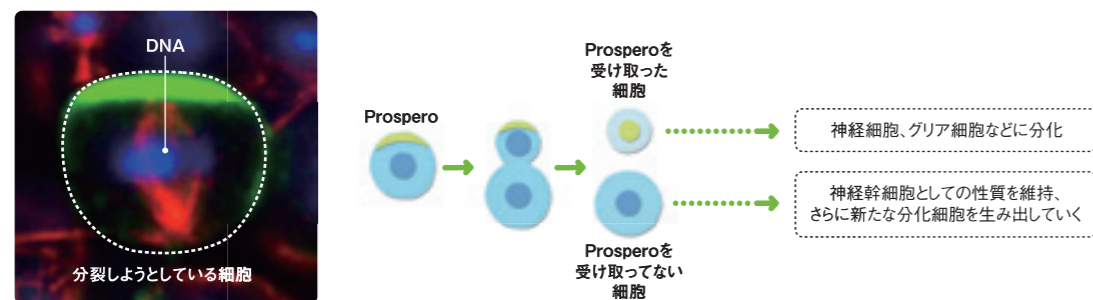 DNA
分裂しようとしている細胞
Prospero
Prosperoを
受け取った
細胞
Prosperoを
受け取ってない
細胞
神経細胞、グリア細胞などに分化
神経幹細胞としての性質を維持、
さらに新たな分化細胞を生み出していく